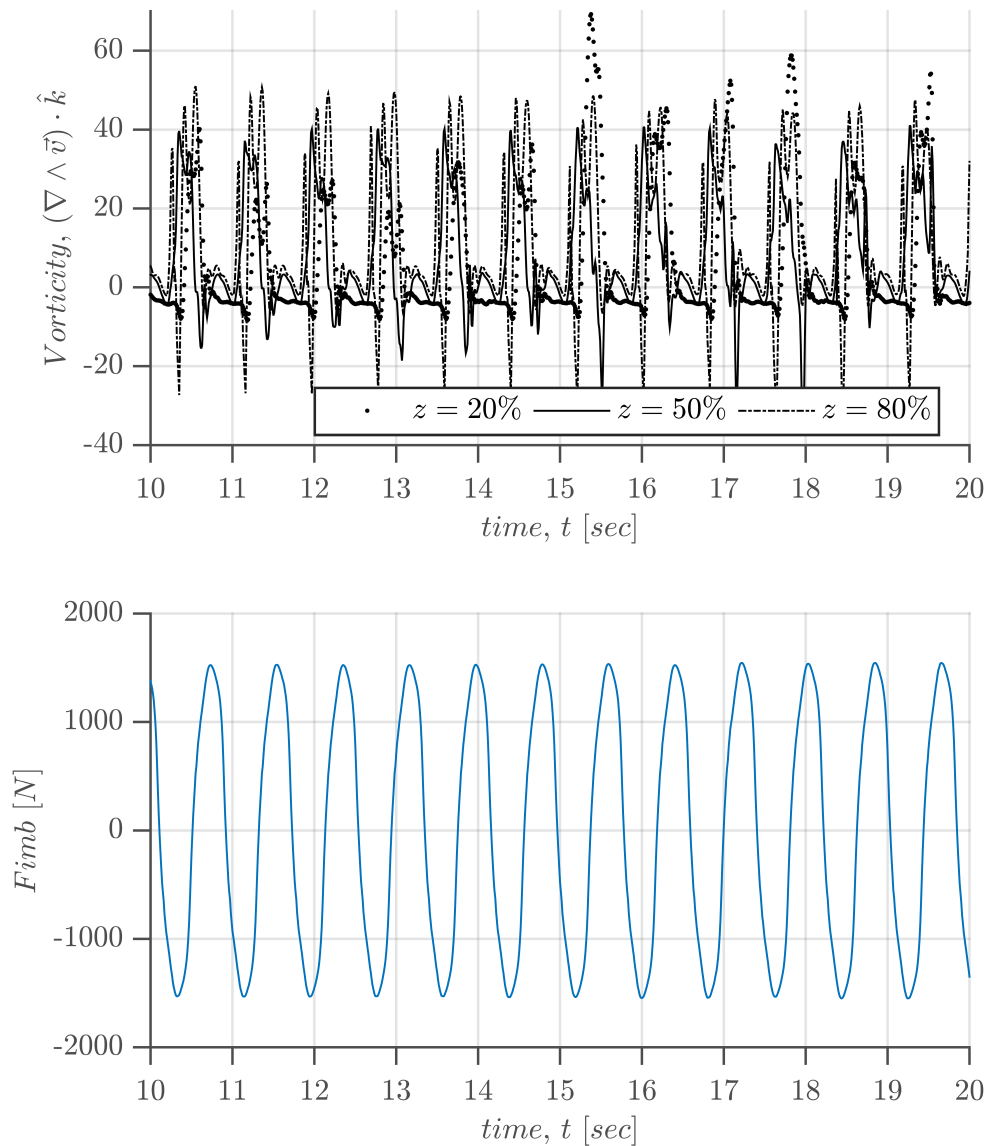 Vorticity, (∇ ∧ v⃗) · k̂
60
40
20
0
-20
-40
z = 20% z = 50% z = 80%
10 11 12 13 14 15 16 17 18 19 20
time, t [sec]
Fimb [N]
2000
1000
0
-1000
-2000
10 11 12 13 14 15 16 17 18 19 20
time, t [sec]